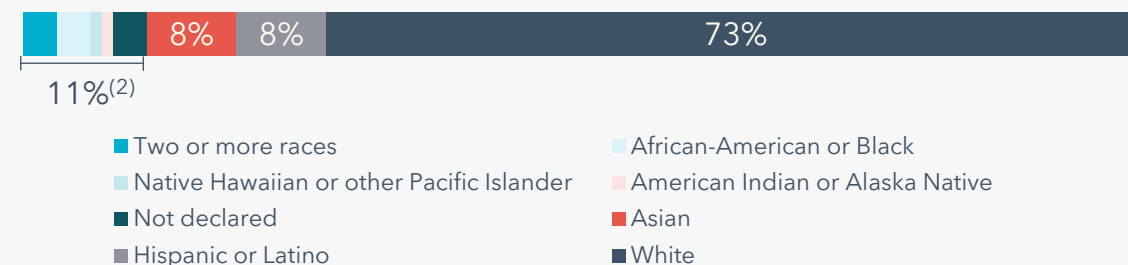 8% 8% 73%
11%(2)
Two or more races African-American or Black
Native Hawaiian or other Pacific Islander American Indian or Alaska Native
Not declared Asian
Hispanic or Latino White